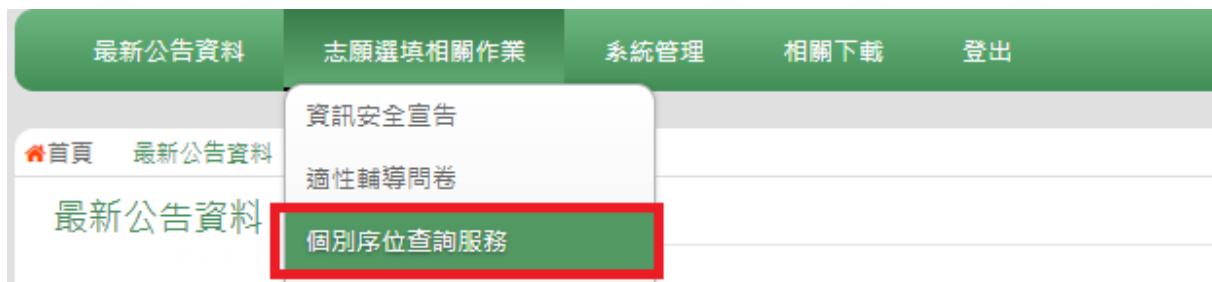 最新公告資料 志願選填相關作業 系統管理 相關下載 登出
資訊安全宣告
首頁 最新公告資料
適性輔導問卷
最新公告資料
個別序位查詢服務